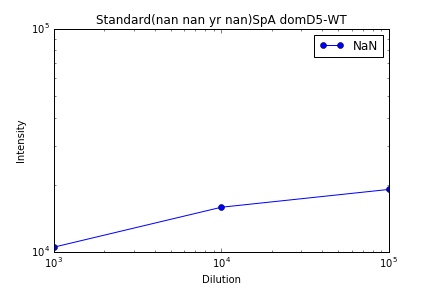 Standard(nan nan yr nan)SpA domD5-WT
NaN
10^5
Intensity
10^4
10^3
10^4
10^5
Dilution